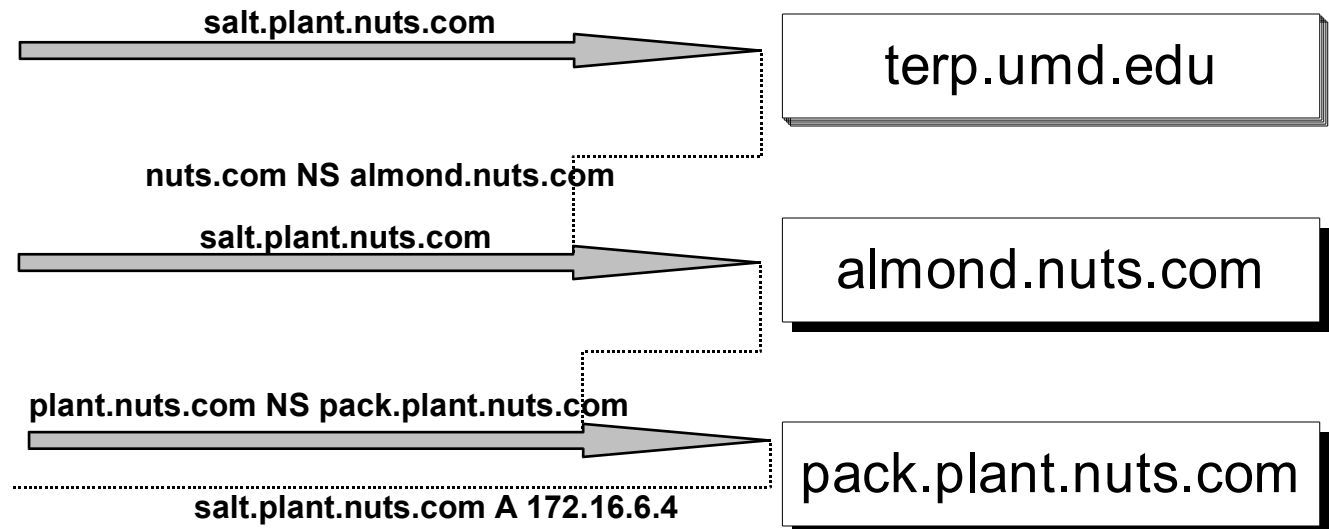 salt.plant.nuts.com
terp.umd.edu
nuts.com NS almond.nuts.com
salt.plant.nuts.com
almond.nuts.com
plant.nuts.com NS pack.plant.nuts.com
pack.plant.nuts.com
salt.plant.nuts.com A 172.16.6.4